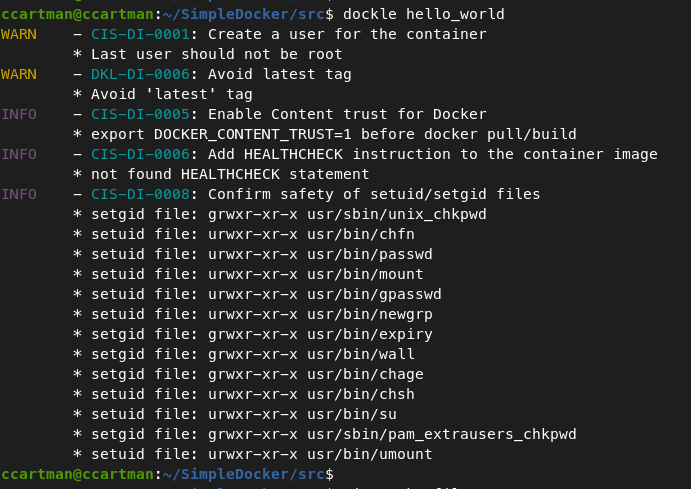 ccartman@ccartman:~/SimpleDocker/src$ dockle hello_world
WARN    - CIS-DI-0001: Create a user for the container
        * Last user should not be root
WARN    - DKL-DI-0006: Avoid latest tag
        * Avoid 'latest' tag
INFO    - CIS-DI-0005: Enable Content trust for Docker
        * export DOCKER_CONTENT_TRUST=1 before docker pull/build
INFO    - CIS-DI-0006: Add HEALTHCHECK instruction to the container image
        * not found HEALTHCHECK statement
INFO    - CIS-DI-0008: Confirm safety of setuid/setgid files
        * setgid file: grwxr-xr-x usr/sbin/unix_chkpwd
        * setuid file: urwxr-xr-x usr/bin/chfn
        * setuid file: urwxr-xr-x usr/bin/passwd
        * setuid file: urwxr-xr-x usr/bin/mount
        * setuid file: urwxr-xr-x usr/bin/gpasswd
        * setuid file: urwxr-xr-x usr/bin/newgrp
        * setgid file: grwxr-xr-x usr/bin/expiry
        * setgid file: grwxr-xr-x usr/bin/wall
        * setgid file: grwxr-xr-x usr/bin/chage
        * setuid file: urwxr-xr-x usr/bin/chsh
        * setuid file: urwxr-xr-x usr/bin/su
        * setgid file: grwxr-xr-x usr/sbin/pam_extrausers_chkpwd
        * setuid file: urwxr-xr-x usr/bin/umount
ccartman@ccartman:~/SimpleDocker/src$